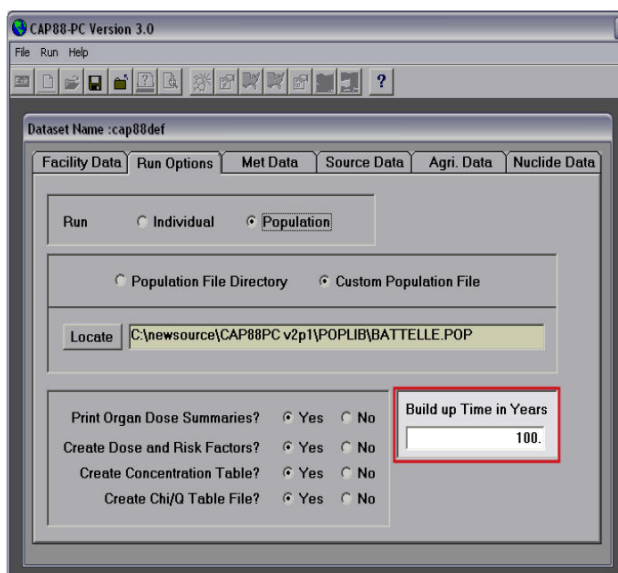 CAP88-PC Version 3.0
File Run Help
?
Dataset Name :cap88def
Facility Data Run Options Met Data Source Data Agri. Data Nuclide Data
Run Individual Population
Population File Directory Custom Population File
Locate C:\newsource\CAP88PC v2p1\POPLIB\BATTELLE.POP
Print Organ Dose Summaries? Yes No
Build up Time in Years
Create Dose and Risk Factors? Yes No
100.
Create Concentration Table? Yes No
Create Chi/Q Table File? Yes No